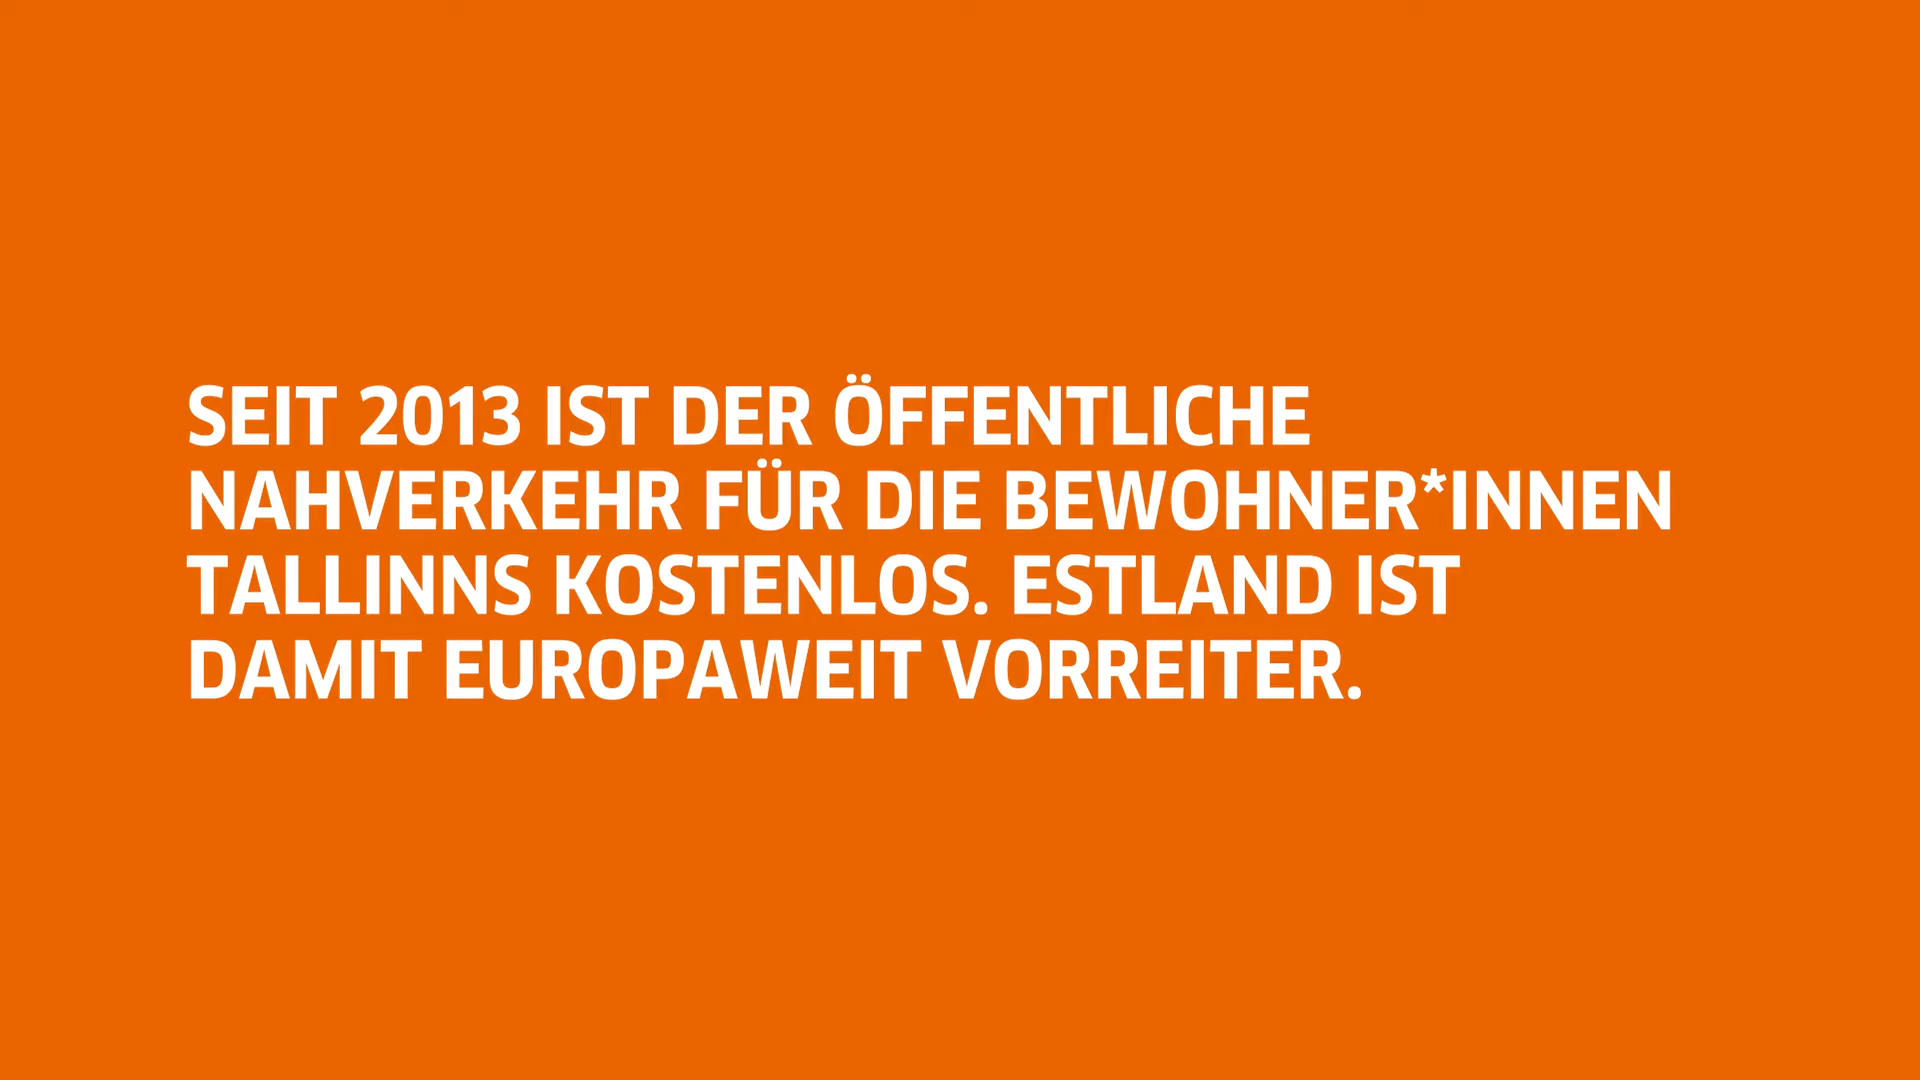 SEIT 2013 IST DER ÖFFENTLICHE
NAHVERKEHR FÜR DIE BEWOHNER*INNEN
TALLINNS KOSTENLOS. ESTLAND IST
DAMIT EUROPAWEIT VORREITER.